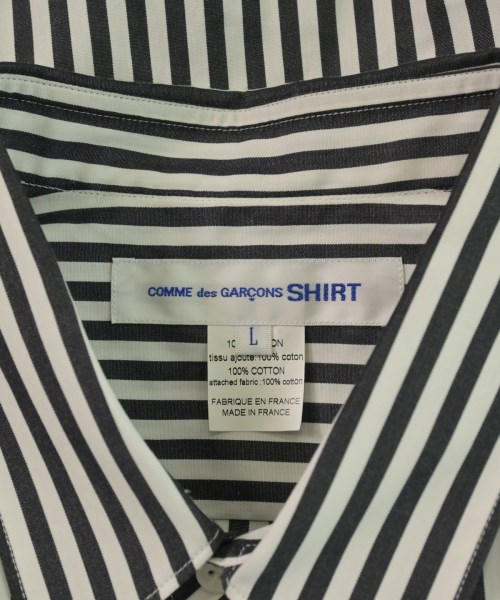 COMME des GARÇONS SHIRT
L
tissu ajoute:100% coton
100% COTTON
attached fabric:100% cotton
FABRIQUE EN FRANCE
MADE IN FRANCE